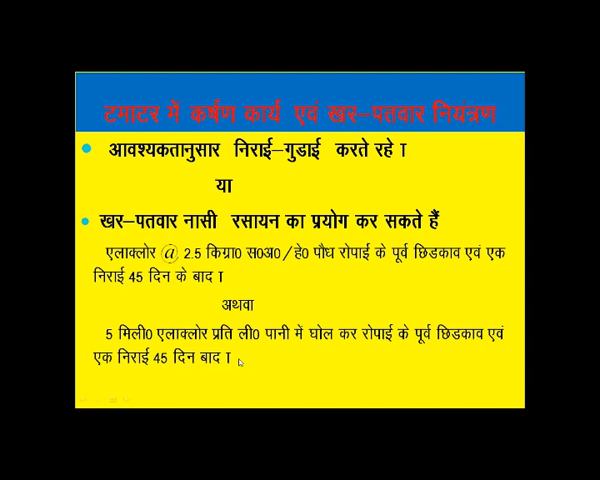 टमाटर में कर्षण कार्य एवं खर–पतवार नियंत्रण
आवश्यकतानुसार निराई–गुडाई करते रहे ।
या
खर–पतवार नासी रसायन का प्रयोग कर सकते हैं
एलाक्लोर @ 2.5 किग्रा0 स0अ0/हे0 पौध रोपाई के पूर्व छिडकाव एवं एक
निराई 45 दिन के बाद ।
अथवा
5 मिली0 एलाक्लोर प्रति ली0 पानी में घोल कर रोपाई के पूर्व छिडकाव एवं
एक निराई 45 दिन बाद ।